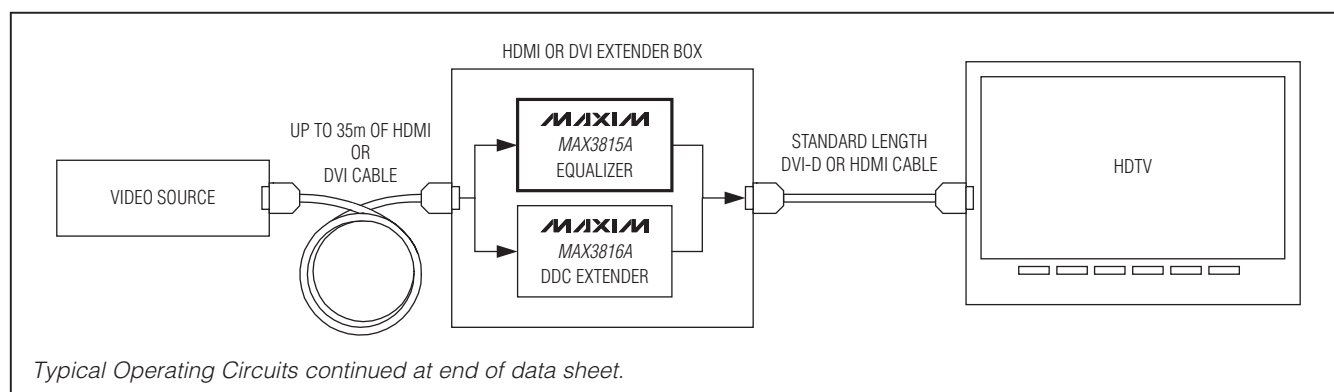 HDMI OR DVI EXTENDER BOX
VIDEO SOURCE
UP TO 35m OF HDMI
OR
DVI CABLE
MAXIM
MAX3815A
EQUALIZER
MAXIM
MAX3816A
DDC EXTENDER
STANDARD LENGTH
DVI-D OR HDMI CABLE
HDTV
Typical Operating Circuits continued at end of data sheet.